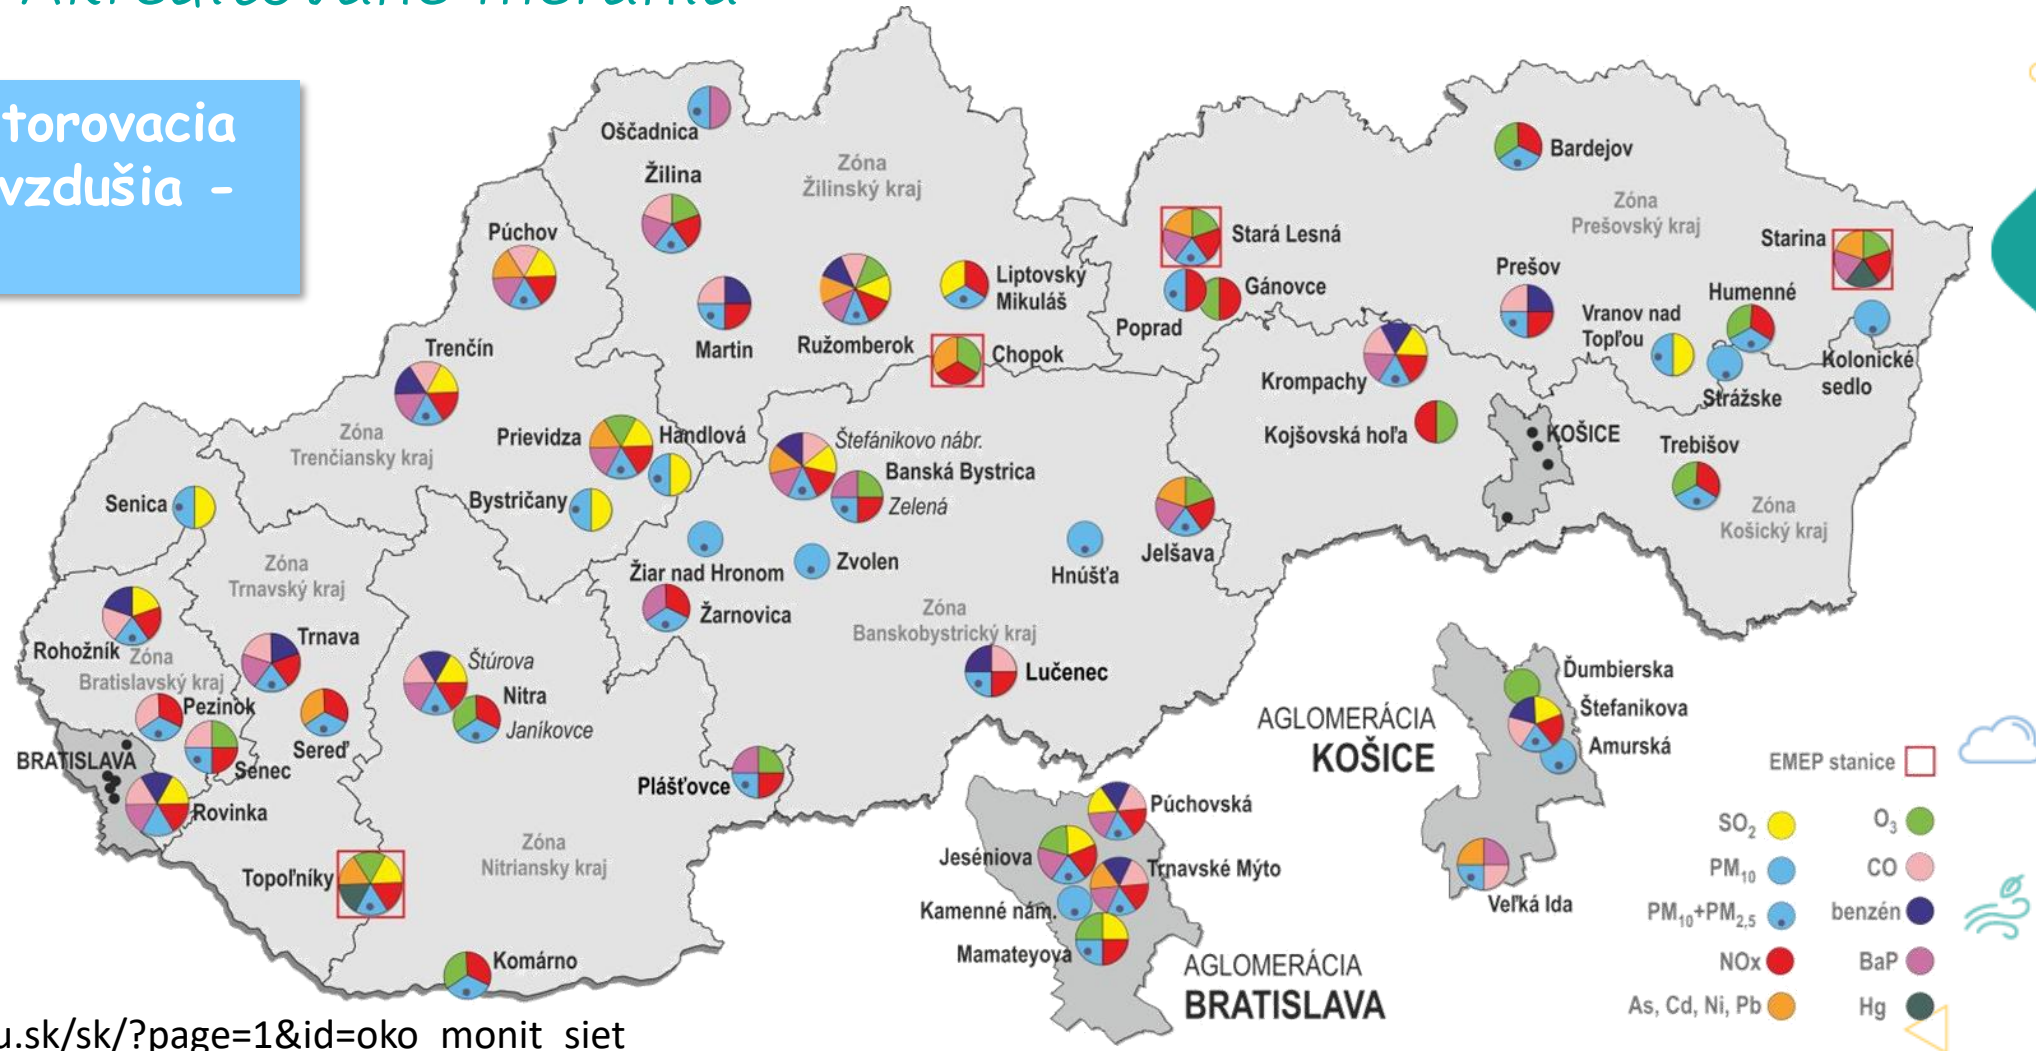 Akreditované merania
torovacia
vzdušia -
Oščadnica
Žilina
Zóna
Žilinský kraj
Púchov
Martin
Ružomberok
Liptovský
Mikuláš
Chopok
Trenčín
Zóna
Trenčiansky kraj
Prievidza
Handlová
Bystričany
Senica
Stará Lesná
Gánovce
Poprad
Bardejov
Zóna
Prešovský kraj
Starina
Prešov
Vranov nad
Topľou
Humenné
Kolonické
sedlo
Strážske
Krompachy
Kojšovská hoľa
KOŠICE
Trebišov
Zóna
Košický kraj
Štefánikovo nábr.
Banská Bystrica
Zelená
Jelšava
Hnúšťa
Žiar nad Hronom
Zvolen
Žarnovica
Zóna
Banskobystrický kraj
Lučenec
Zóna
Trnavský kraj
Rohožník
Zóna
Bratislavský kraj
Trnava
Pezinok
Senec
Sereď
BRATISLAVA
Rovinka
Štúrova
Nitra
Janíkovce
Plášťovce
Zóna
Nitriansky kraj
Topoľníky
Komárno
AGLOMERÁCIA
KOŠICE
Ďumbierska
Štefanikova
Amurská
Veľká Ida
Púchovská
Jeséniova
Trnavské Mýto
Kamenné nám.
Mamateyova
AGLOMERÁCIA
BRATISLAVA
EMEP stanice
SO2
O3
PM10
CO
PM10+PM2,5
benzén
NOx
BaP
As, Cd, Ni, Pb
Hg
u.sk/sk/?page=1&id=oko_monit_siet